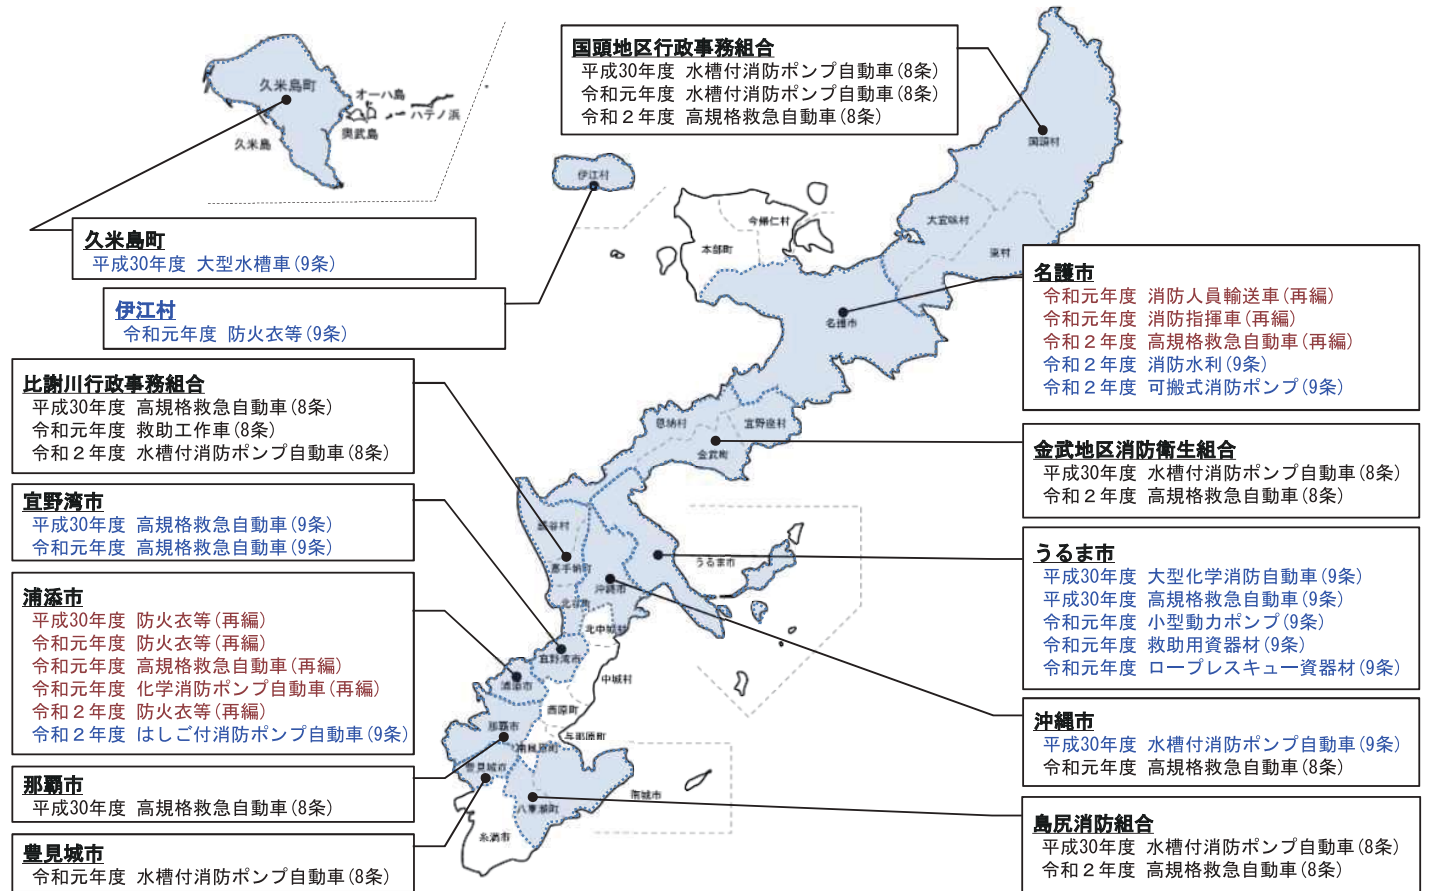 国頭地区行政事務組合
平成30年度 水槽付消防ポンプ自動車(8条)
令和元年度 水槽付消防ポンプ自動車(8条)
令和２年度 高規格救急自動車(8条)
久米島町
オーハ島
ハテノ浜
奥武島
久米島
国頭村
伊江村
大宜味村
東村
今帰仁村
本部町
名護市
久米島町
平成30年度 大型水槽車(9条)
伊江村
令和元年度 防火衣等(9条)
名護市
令和元年度 消防人員輸送車(再編)
令和元年度 消防指揮車(再編)
令和２年度 高規格救急自動車(再編)
令和２年度 消防水利(9条)
令和２年度 可搬式消防ポンプ(9条)
比謝川行政事務組合
平成30年度 高規格救急自動車(8条)
令和元年度 救助工作車(8条)
令和２年度 水槽付消防ポンプ自動車(8条)
恩納村
宜野座村
金武町
金武地区消防衛生組合
平成30年度 水槽付消防ポンプ自動車(8条)
令和２年度 高規格救急自動車(8条)
宜野湾市
平成30年度 高規格救急自動車(9条)
令和元年度 高規格救急自動車(9条)
読谷村
嘉手納町
うるま市
沖縄市
北谷町
北中城村
宜野湾市
中城村
浦添市
西原町
那覇市
与那原町
南風原町
豊見城市
南城市
八重瀬町
糸満市
うるま市
平成30年度 大型化学消防自動車(9条)
平成30年度 高規格救急自動車(9条)
令和元年度 小型動力ポンプ(9条)
令和元年度 救助用資器材(9条)
令和元年度 ロープレスキュー資器材(9条)
浦添市
平成30年度 防火衣等(再編)
令和元年度 防火衣等(再編)
令和元年度 高規格救急自動車(再編)
令和元年度 化学消防ポンプ自動車(再編)
令和２年度 防火衣等(再編)
令和２年度 はしご付消防ポンプ自動車(9条)
沖縄市
平成30年度 水槽付消防ポンプ自動車(9条)
令和元年度 高規格救急自動車(8条)
那覇市
平成30年度 高規格救急自動車(8条)
島尻消防組合
平成30年度 水槽付消防ポンプ自動車(8条)
令和２年度 高規格救急自動車(8条)
豊見城市
令和元年度 水槽付消防ポンプ自動車(8条)